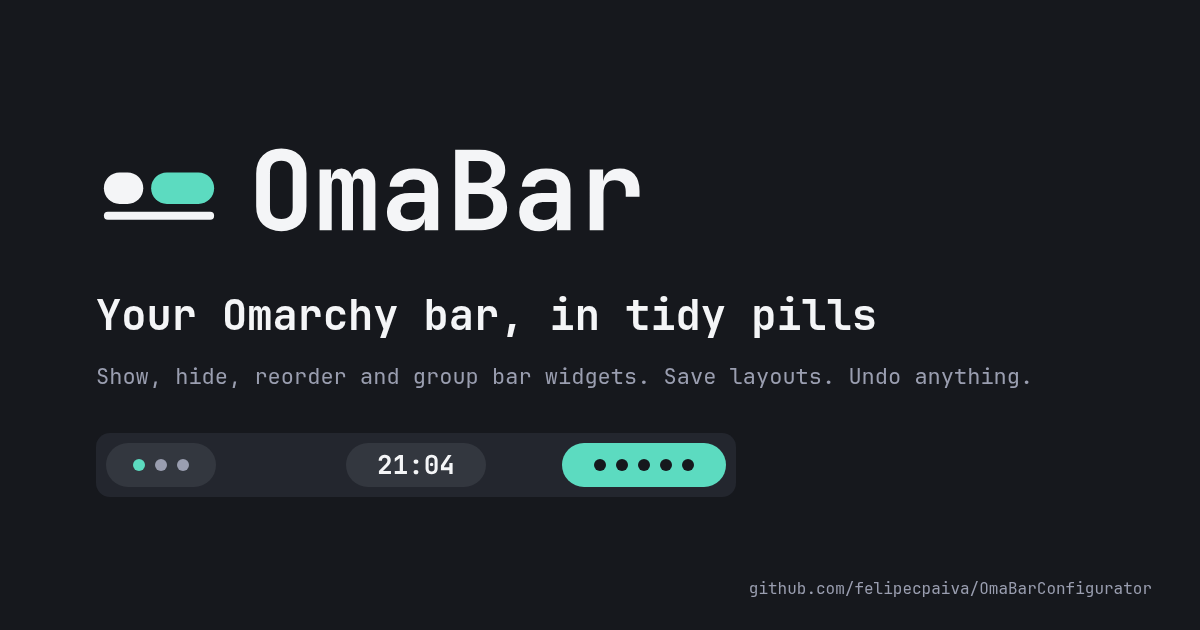 OmaBar
Your Omarchy bar, in tidy pills
Show, hide, reorder and group bar widgets. Save layouts. Undo anything.
21:04
github.com/felipecpaiva/OmaBarConfigurator